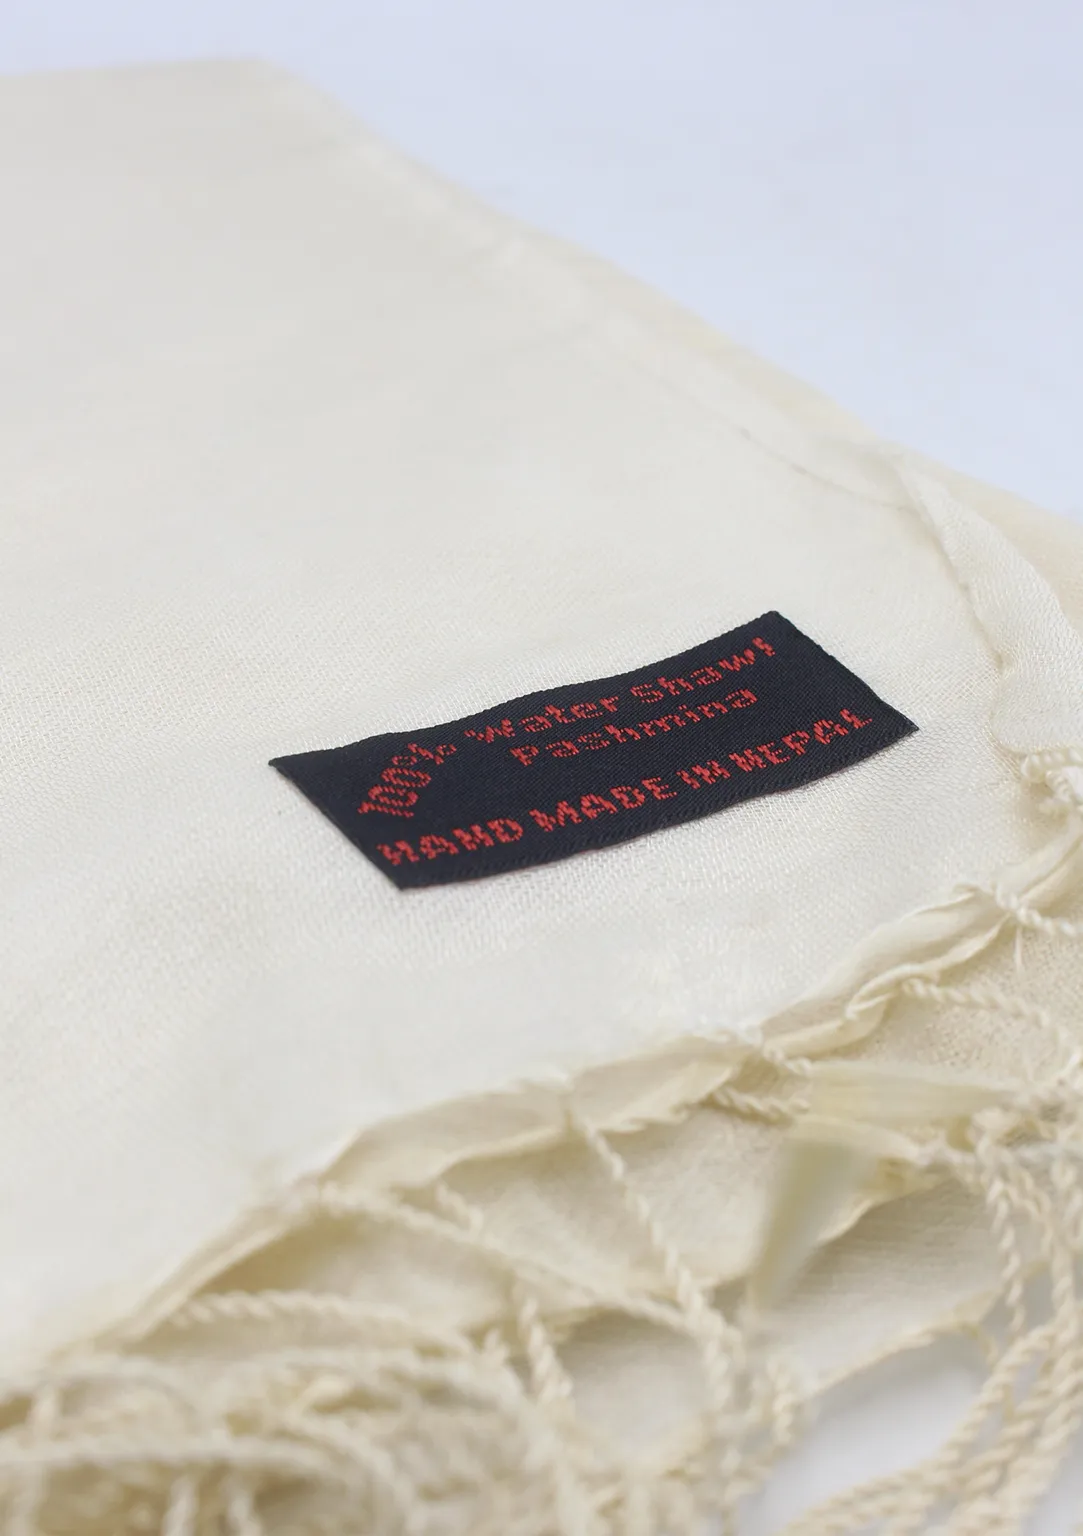 100% Water Shawl
Pashmina
HAND MADE IN NEPAL